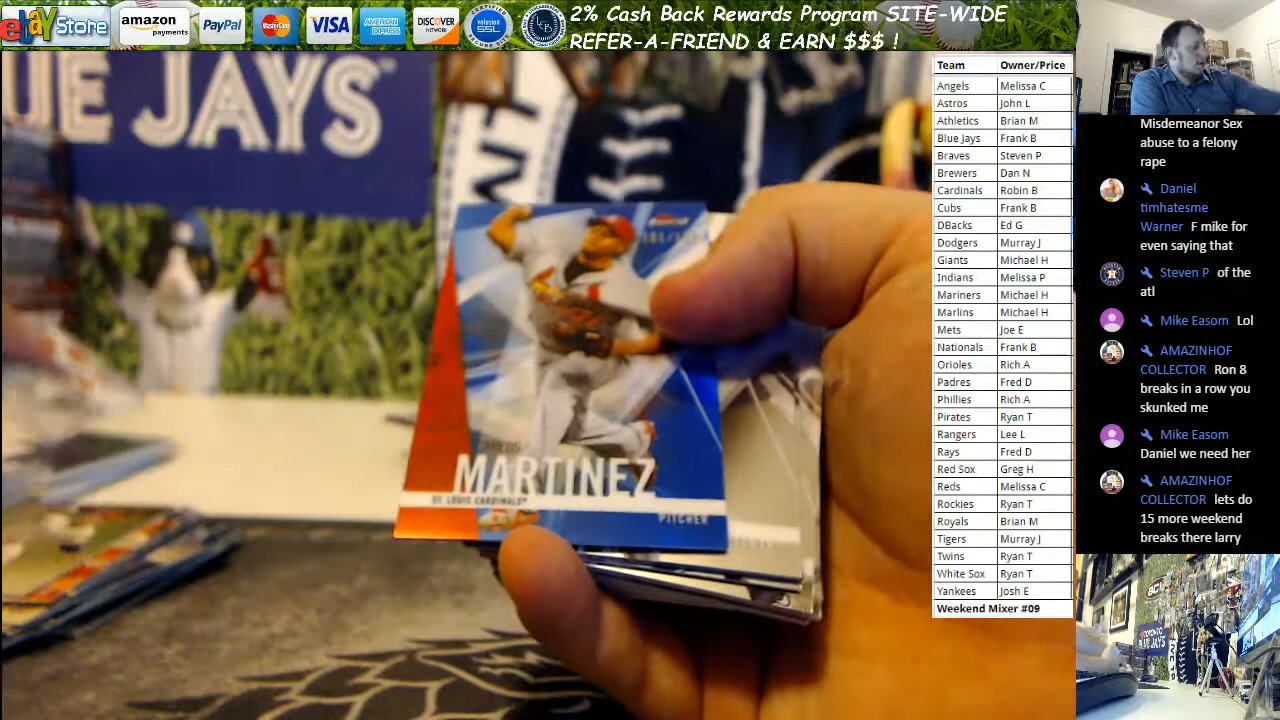 ebay Store
amazon
payments
PayPal
MasterCard
VISA
AMERICAN
EXPRESS
DISCOVER
NETWORK
CERTIFIED
volusion
SSL
2% Cash Back Rewards Program SITE-WIDE
REFER-A-FRIEND & EARN $$$ !
UE JAYS
MARTINEZ
ST. LOUIS CARDINALS
PITCHER
Team Owner/Price
Angels Melissa C
Astros John L
Athletics Brian M
Blue Jays Frank B
Braves Steven P
Brewers Dan N
Cardinals Robin B
Cubs Frank B
DBacks Ed G
Dodgers Murray J
Giants Michael H
Indians Melissa P
Mariners Michael H
Marlins Michael H
Mets Joe E
Nationals Frank B
Orioles Rich A
Padres Fred D
Phillies Rich A
Pirates Ryan T
Rangers Lee L
Rays Fred D
Red Sox Greg H
Reds Melissa C
Rockies Ryan T
Royals Brian M
Tigers Murray J
Twins Ryan T
White Sox Ryan T
Yankees Josh E
Weekend Mixer #09
Misdemeanor Sex
abuse to a felony
rape
Daniel
timhatesme
Warner F mike for
even saying that
Steven P of the
atl
Mike Easom Lol
AMAZINHOF
COLLECTOR Ron 8
breaks in a row you
skunked me
Mike Easom
Daniel we need her
AMAZINHOF
COLLECTOR lets do
15 more weekend
breaks there larry